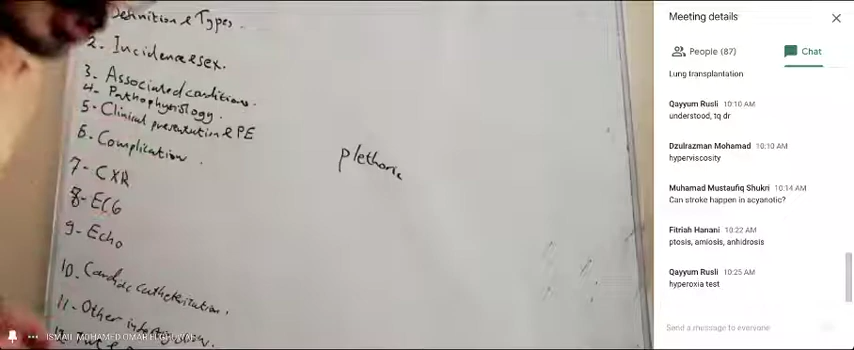 Definition & Types.
2. Incidence & sex.
3. Associated conditions.
4. Pathophysiology.
5. Clinical presentation & PE
6. Complication.
7- CXR
8- ECG
9- Echo
10. Cardiac catheterization.
11- Other
12.
plethoric
ISMAIL MOHAMED OMAR
Meeting details
People (87)
Chat
Lung transplantation
Qayyum Rusli 10:10 AM
understood, tq dr
Dzulrazman Mohamad 10:10 AM
hyperviscosity
Muhamad Mustaufiq Shukri 10:14 AM
Can stroke happen in acyanotic?
Fitriah Hanani 10:22 AM
ptosis, amiosis, anhidrosis
Qayyum Rusli 10:25 AM
hyperoxia test
Send a message to everyone